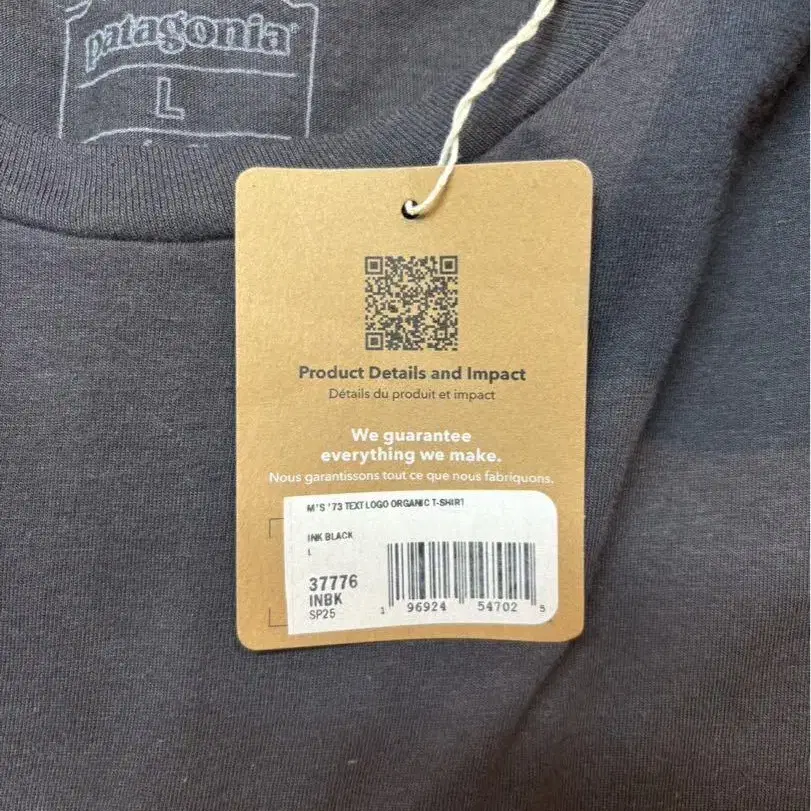 patagonia®
L
Product Details and Impact
Détails du produit et impact
We guarantee
everything we make.
Nous garantissons tout ce que nous fabriquons.
M'S '73 TEXT LOGO ORGANIC T-SHIRT
INK BLACK
L
37776
INBK
SP25
1 96924 54702 5